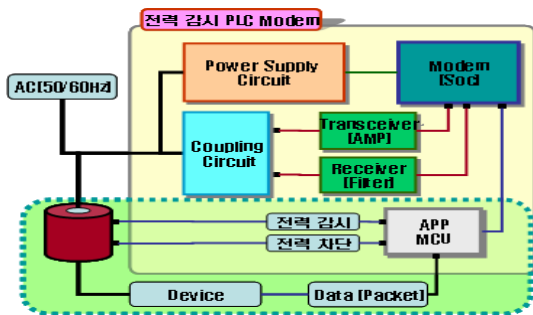 전력 감시 PLC Modem
Power Supply
Circuit
Modem
[Soc]
AC[50/60Hz]
Coupling
Circuit
Transceiver
[AMP]
Receiver
[Filter]
전력 감시
전력 차단
APP
MCU
Device
Data [Packet]